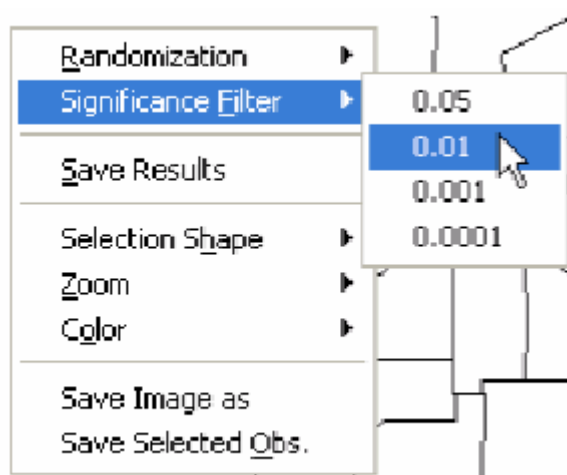 Randomization
Significance Filter
0.05
0.01
0.001
0.0001
Save Results
Selection Shape
Zoom
Color
Save Image as
Save Selected Obs.